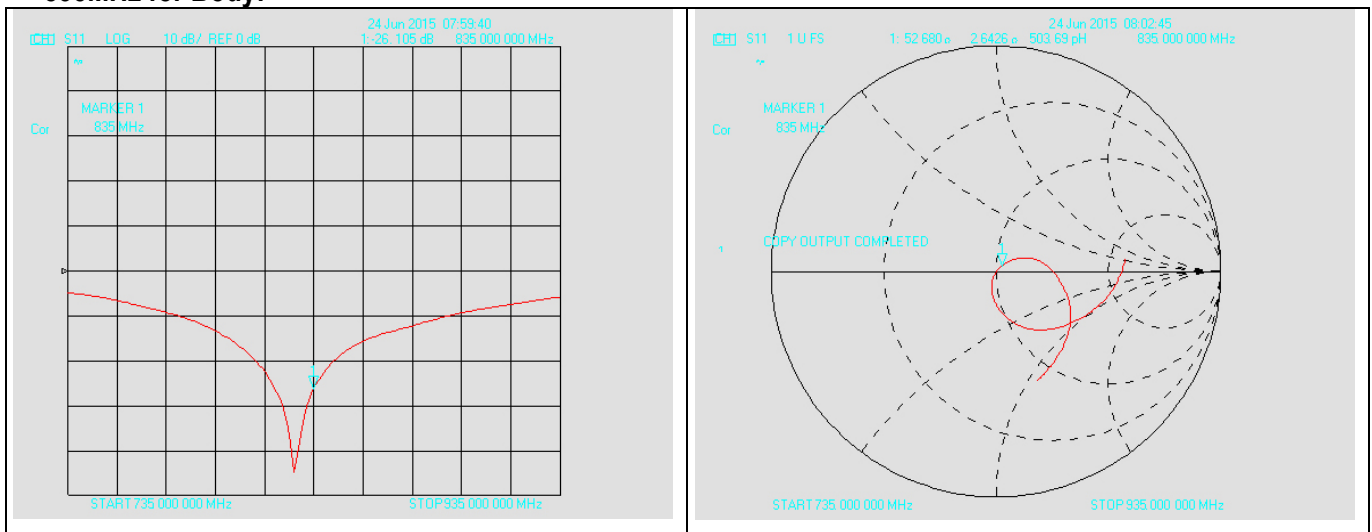 24 Jun 2015 07:59:40
CH1 S11 LOG 10 dB/ REF 0 dB 1:-26.105 dB 835 000 000 MHz
MARKER 1
Cor 835 MHz
1
START 735 000 000 MHz STOP 935 000 000 MHz
24 Jun 2015 08:02:45
CH1 S11 1 U FS 1: 52 680 Ω 2 6426 Ω 503 69 pH 835 000 000 MHz
MARKER 1
Cor 835 MHz
COPY OUTPUT COMPLETED
1
1
START 735 000 000 MHz STOP 935 000 000 MHz